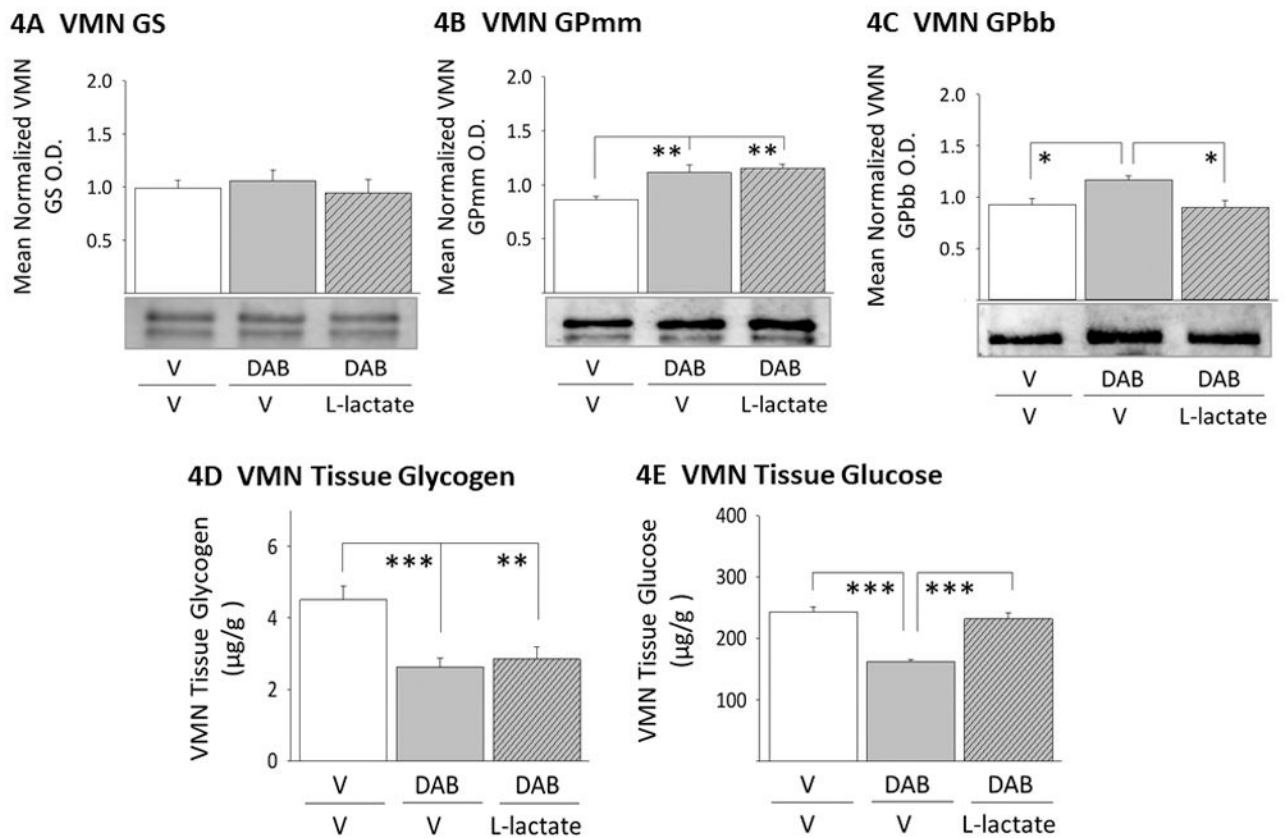 4A VMN GS
Mean Normalized VMN
GS O.D.
2.0
1.5
1.0
0.5
V
DAB
DAB
V
V
L-lactate
4B VMN GPmm
Mean Normalized VMN
GPmm O.D.
2.0
1.5
1.0
0.5
**
**
V
DAB
DAB
V
V
L-lactate
4C VMN GPbb
Mean Normalized VMN
GPbb O.D.
2.0
1.5
1.0
0.5
*
*
V
DAB
DAB
V
V
L-lactate
4D VMN Tissue Glycogen
VMN Tissue Glycogen
(µg/g )
6
4
2
0
***
**
V
DAB
DAB
V
V
L-lactate
4E VMN Tissue Glucose
VMN Tissue Glucose
(µg/g )
400
300
200
100
***
***
V
DAB
DAB
V
V
L-lactate